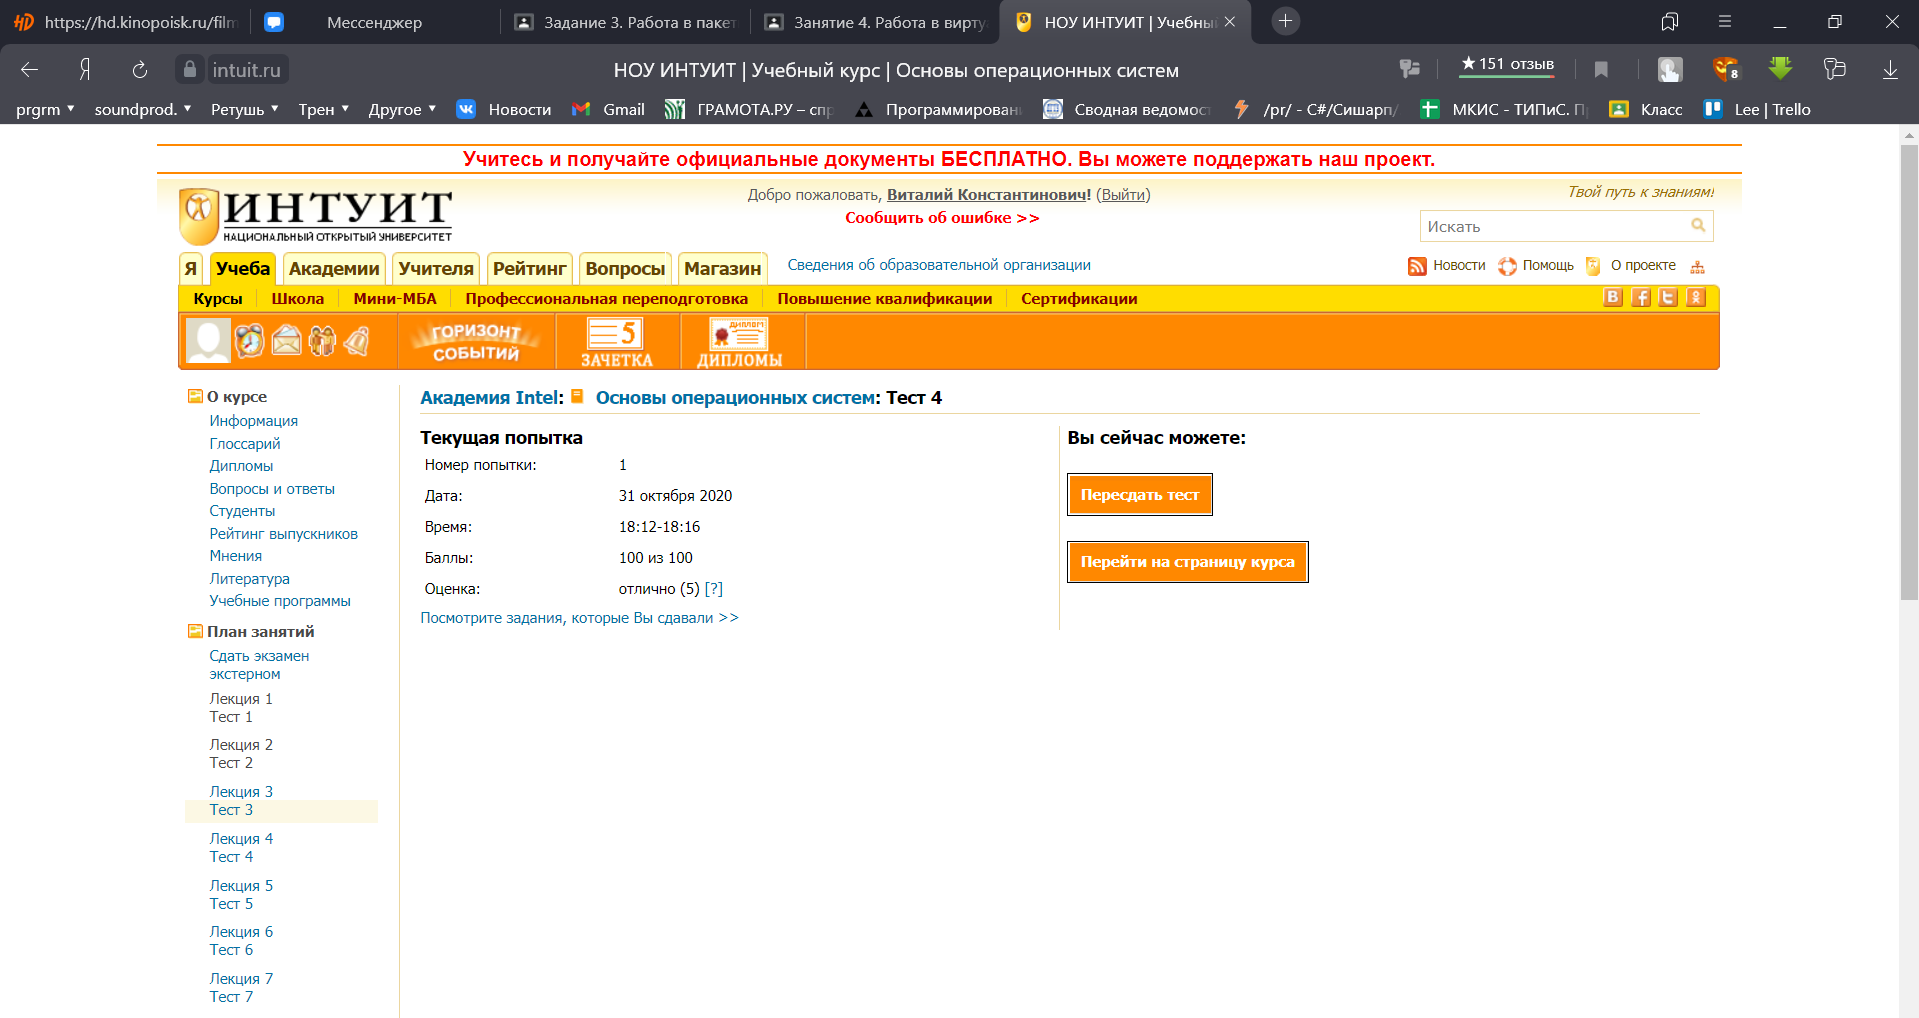 https://hd.kinopoisk.ru/film
Мессенджер
Задание 3. Работа в пакет
Занятие 4. Работа в вирту
НОУ ИНТУИТ | Учебны
intuit.ru
НОУ ИНТУИТ | Учебный курс | Основы операционных систем
★ 151 отзыв
8
prgrm
soundprod.
Ретушь
Трен
Другое
Новости
Gmail
ГРАМОТА.РУ – спр
Программирован
Сводная ведомост
/pr/ - C#/Сишарп/
МКИС - ТИПиС. П
Класс
Lee | Trello
Учитесь и получайте официальные документы БЕСПЛАТНО. Вы можете поддержать наш проект.
ИНТУИТ
НАЦИОНАЛЬНЫЙ ОТКРЫТЫЙ УНИВЕРСИТЕТ
Добро пожаловать, Виталий Константинович! (Выйти)
Сообщить об ошибке >>
Твой путь к знаниям!
Искать
Я
Учеба
Академии
Учителя
Рейтинг
Вопросы
Магазин
Сведения об образовательной организации
Новости
Помощь
О проекте
Курсы
Школа
Мини-МБА
Профессиональная переподготовка
Повышение квалификации
Сертификации
ГОРИЗОНТ
СОБЫТИЙ
5
ЗАЧЕТКА
ДИПЛОМ
ДИПЛОМЫ
О курсе
Информация
Глоссарий
Дипломы
Вопросы и ответы
Студенты
Рейтинг выпускников
Мнения
Литература
Учебные программы
План занятий
Сдать экзамен
экстерном
Лекция 1
Тест 1
Лекция 2
Тест 2
Лекция 3
Тест 3
Лекция 4
Тест 4
Лекция 5
Тест 5
Лекция 6
Тест 6
Лекция 7
Тест 7
Академия Intel: Основы операционных систем: Тест 4
Текущая попытка
Номер попытки: 1
Дата: 31 октября 2020
Время: 18:12-18:16
Баллы: 100 из 100
Оценка: отлично (5) [?]
Посмотрите задания, которые Вы сдавали >>
Вы сейчас можете:
Пересдать тест
Перейти на страницу курса